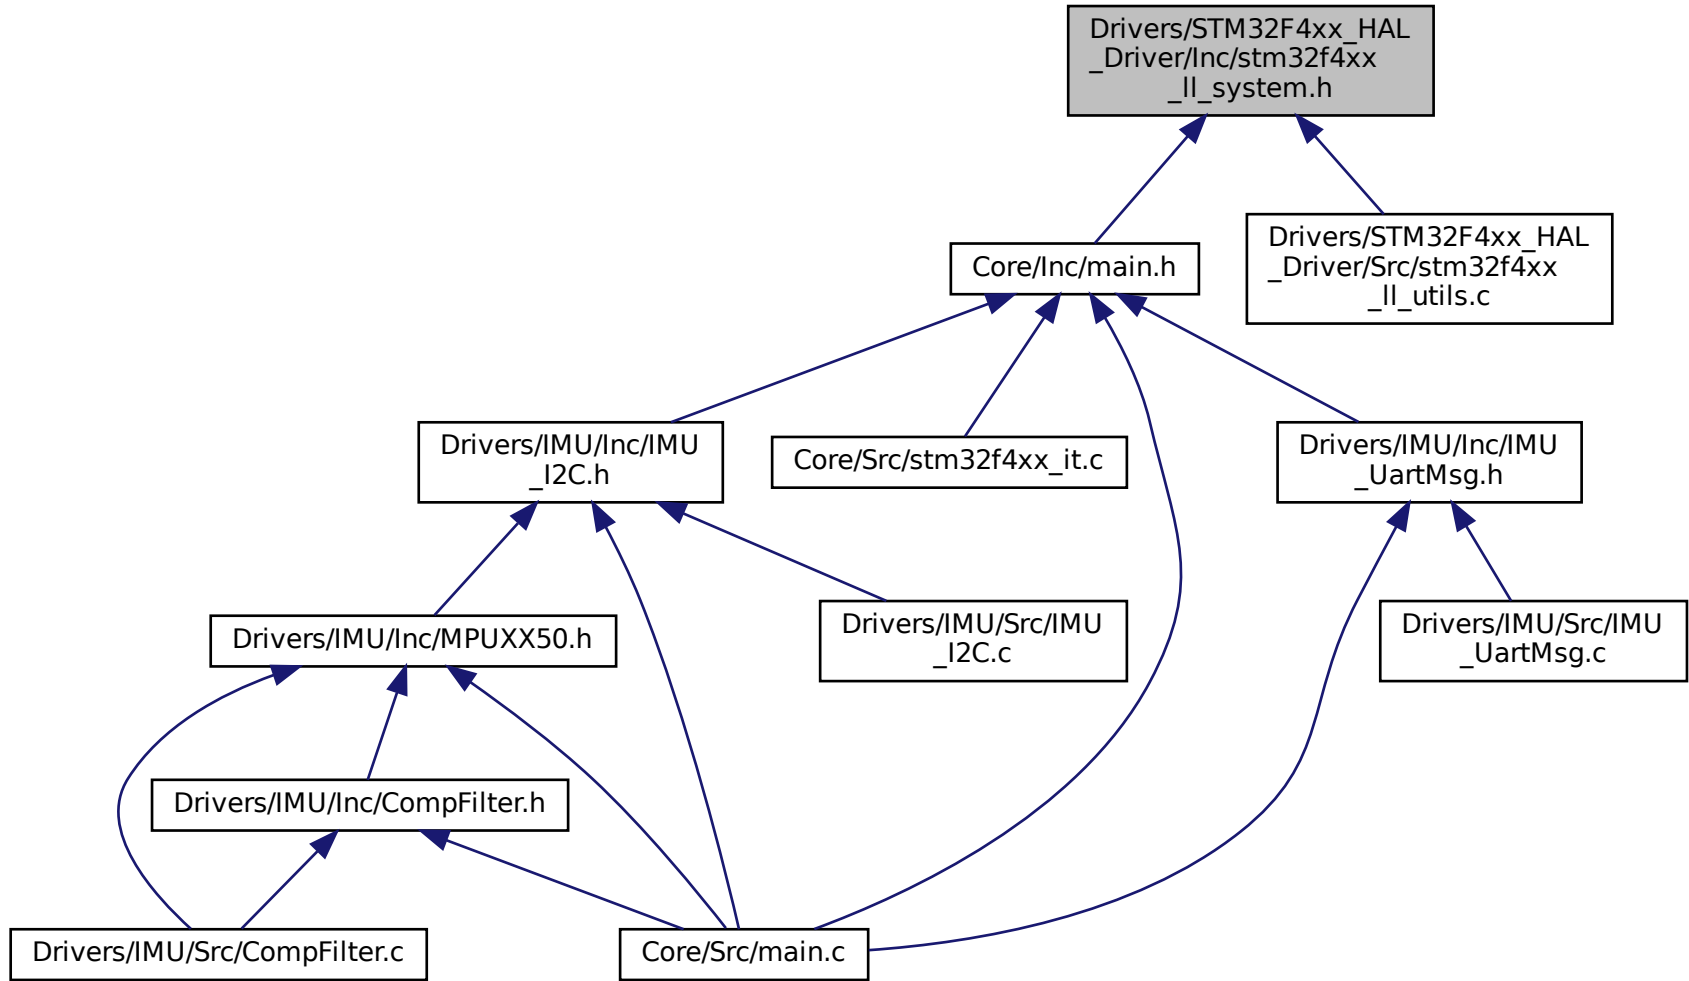 Drivers/STM32F4xx_HAL
_Driver/Inc/stm32f4xx
_ll_system.h
Core/Inc/main.h
Drivers/STM32F4xx_HAL
_Driver/Src/stm32f4xx
_ll_utils.c
Drivers/IMU/Inc/IMU
_I2C.h
Core/Src/stm32f4xx_it.c
Drivers/IMU/Inc/IMU
_UartMsg.h
Drivers/IMU/Inc/MPUXX50.h
Drivers/IMU/Src/IMU
_I2C.c
Drivers/IMU/Src/IMU
_UartMsg.c
Drivers/IMU/Inc/CompFilter.h
Drivers/IMU/Src/CompFilter.c
Core/Src/main.c